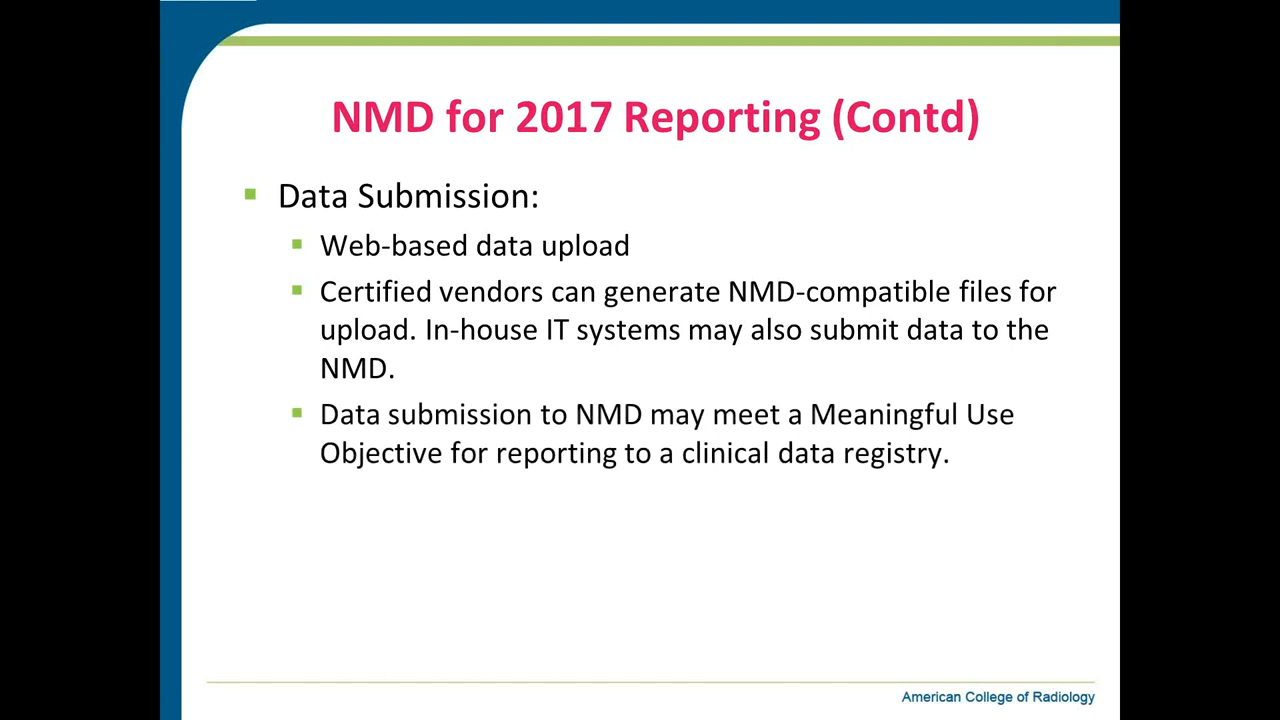 NMD for 2017 Reporting (Contd)
Data Submission:
Web-based data upload
Certified vendors can generate NMD-compatible files for
upload. In-house IT systems may also submit data to the
NMD.
Data submission to NMD may meet a Meaningful Use
Objective for reporting to a clinical data registry.
American College of Radiology